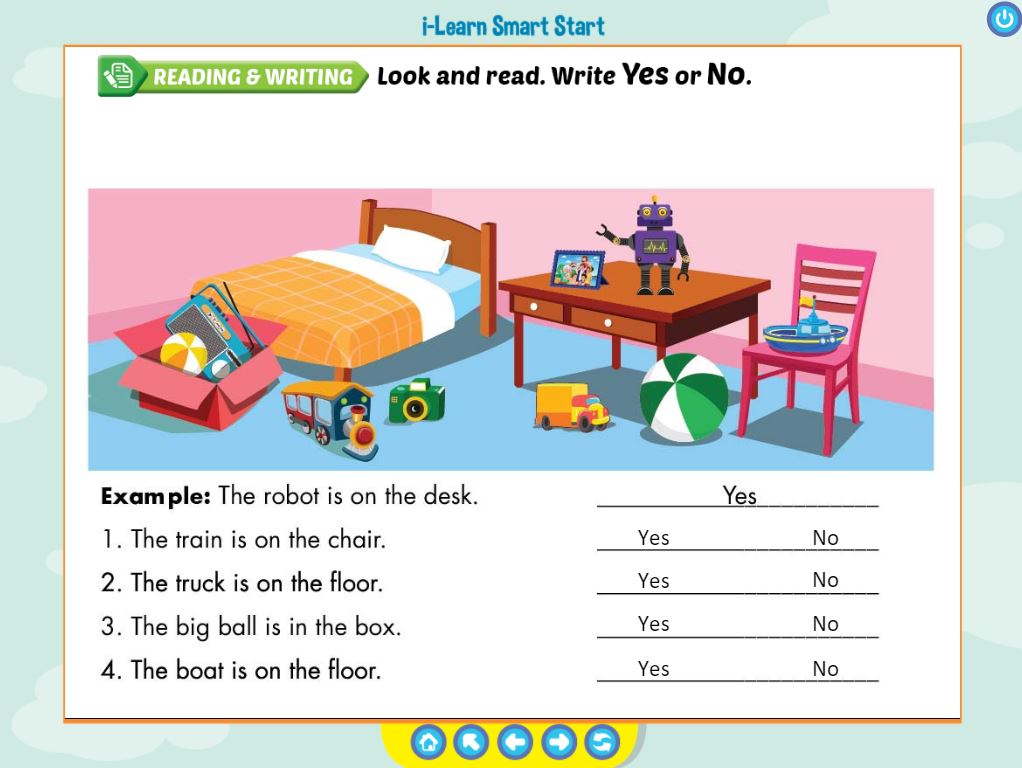 i-Learn Smart Start
READING & WRITING Look and read. Write Yes or No.
Example: The robot is on the desk. Yes
1. The train is on the chair. Yes No
2. The truck is on the floor. Yes No
3. The big ball is in the box. Yes No
4. The boat is on the floor. Yes No